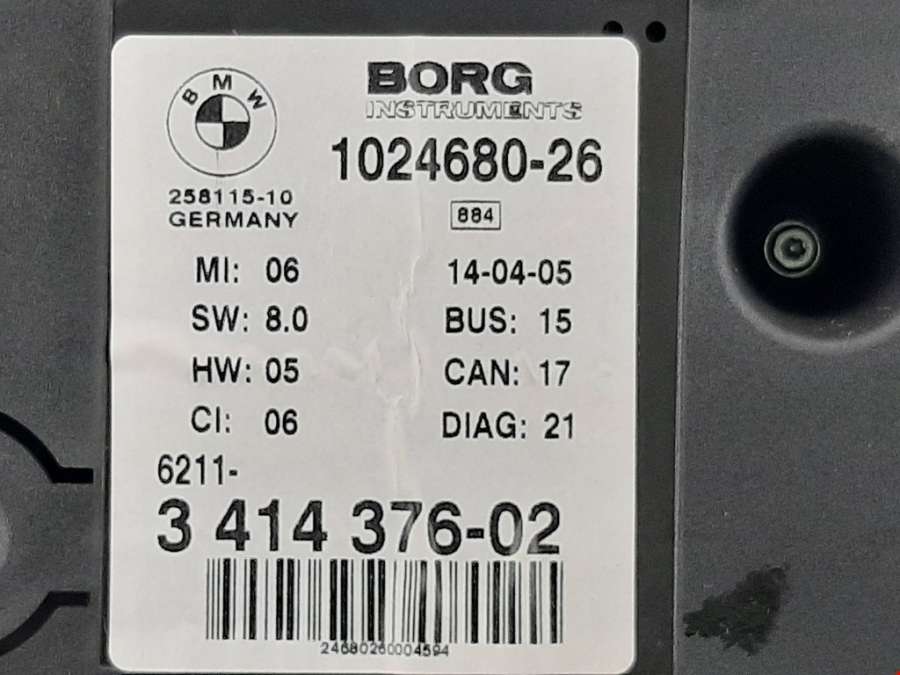 BMW
BORG
INSTRUMENTS
1024680-26
258115-10
GERMANY
884
MI: 06
14-04-05
SW: 8.0
BUS: 15
HW: 05
CAN: 17
CI: 06
DIAG: 21
6211-
3 414 376-02
24680260004594